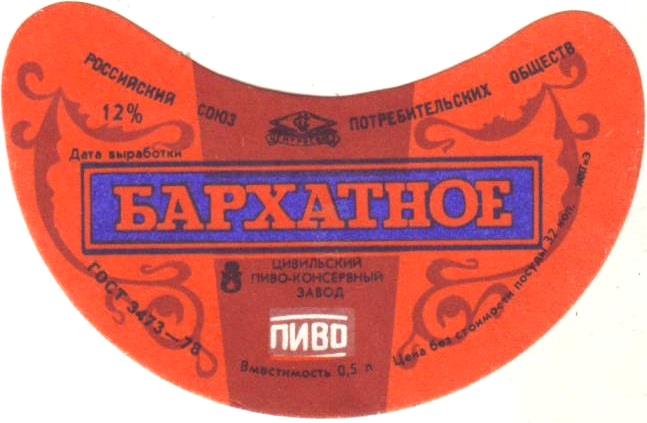 РОССИЙСКИЙ СОЮЗ ПОТРЕБИТЕЛЬСКИХ ОБЩЕСТВ
12%
Дата выработки
БАРХАТНОЕ
ЦИВИЛЬСКИЙ
ПИВО-КОНСЕРВНЫЙ
ЗАВОД
ГОСТ 3473—78
ПИВО
Вместимость 0,5 л
Цена без стоимости посуды 32 коп.